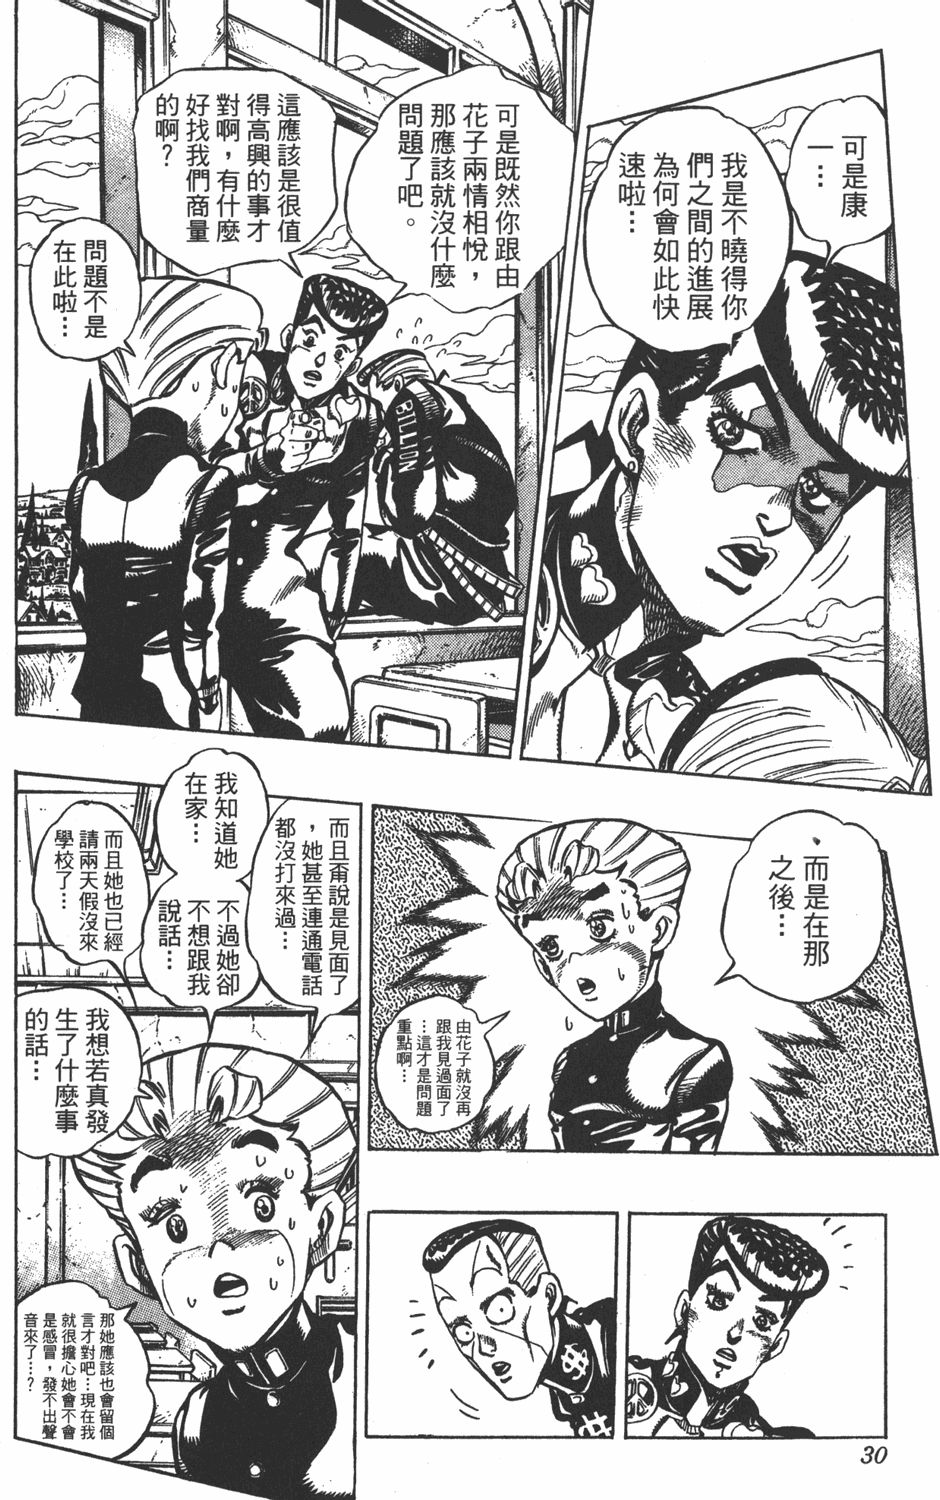 可是康
一…
我是不曉得你
們之間的進展
為何會如此快
速啦…
可是既然你跟由
花子兩情相悅，
那應該就沒什麼
問題了吧。
這應該是很值
得高興的事才
對啊，有什麼
好找我們商量
的啊？
問題不是
在此啦…
BILLION
、而是在那
之後…
由花子就沒再
跟我見過面了
…這才是問題
重點啊…
而且甭說是見面了
，她甚至連通電話
都沒打來過…
我知道她
在家…
不過她卻
不想跟我
說話…
而且她也已經
請兩天假沒來
學校了…
我想若真發
生了什麼事
的話…
那她應該也會留個
言才對吧…現在我
就很擔心她會不會
是感冒，發不出聲
音來了…？
30